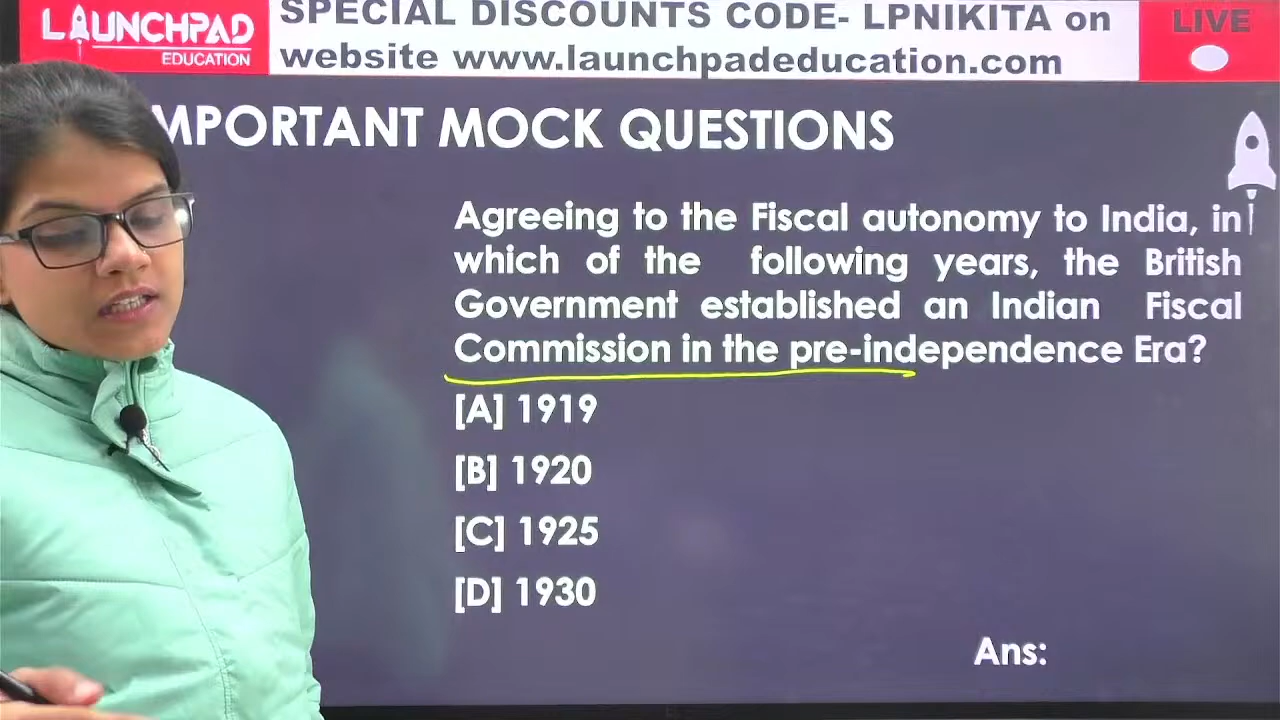 LAUNCHPAD
EDUCATION
SPECIAL DISCOUNTS CODE- LPNIKITA on
website www.launchpadeducation.com
LIVE
MPORTANT MOCK QUESTIONS
Agreeing to the Fiscal autonomy to India, in
which of the following years, the British
Government established an Indian Fiscal
Commission in the pre-independence Era?
[A] 1919
[B] 1920
[C] 1925
[D] 1930
Ans: